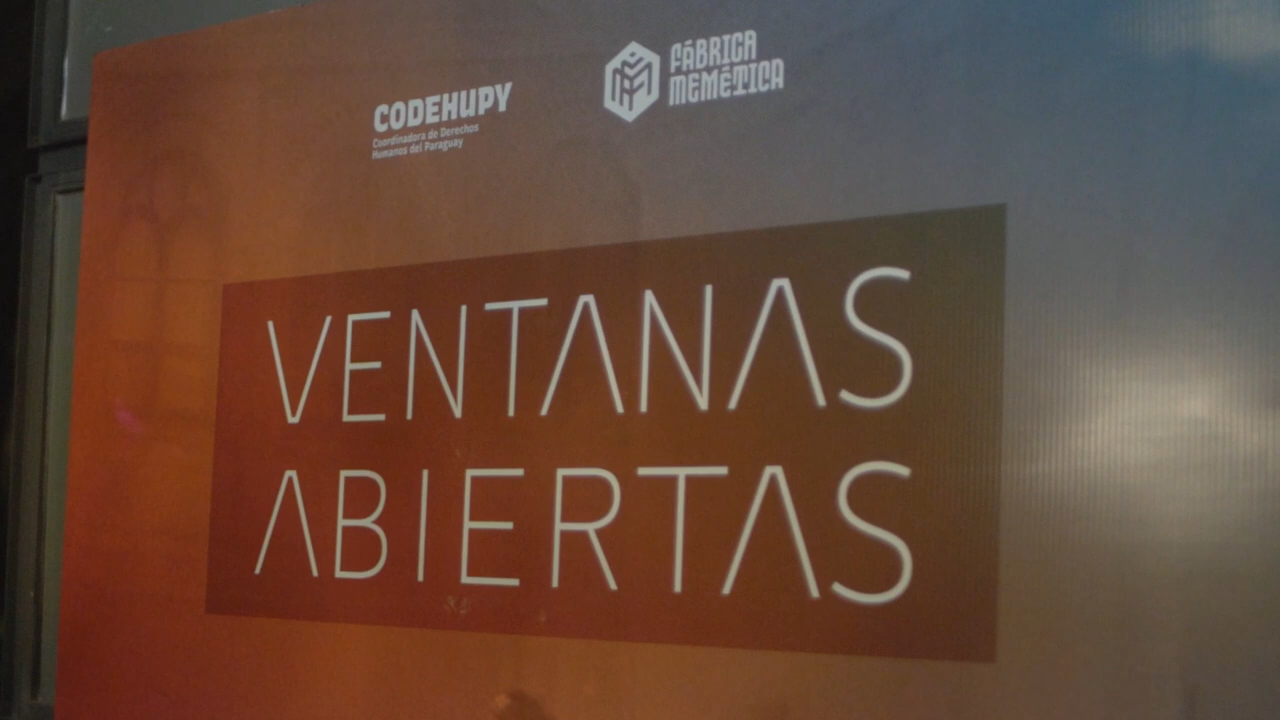 CODEHUPY
Coordinadora de Derechos
Humanos del Paraguay
FÁBRICA
MEMÉTICA
VENTANAS
ABIERTAS